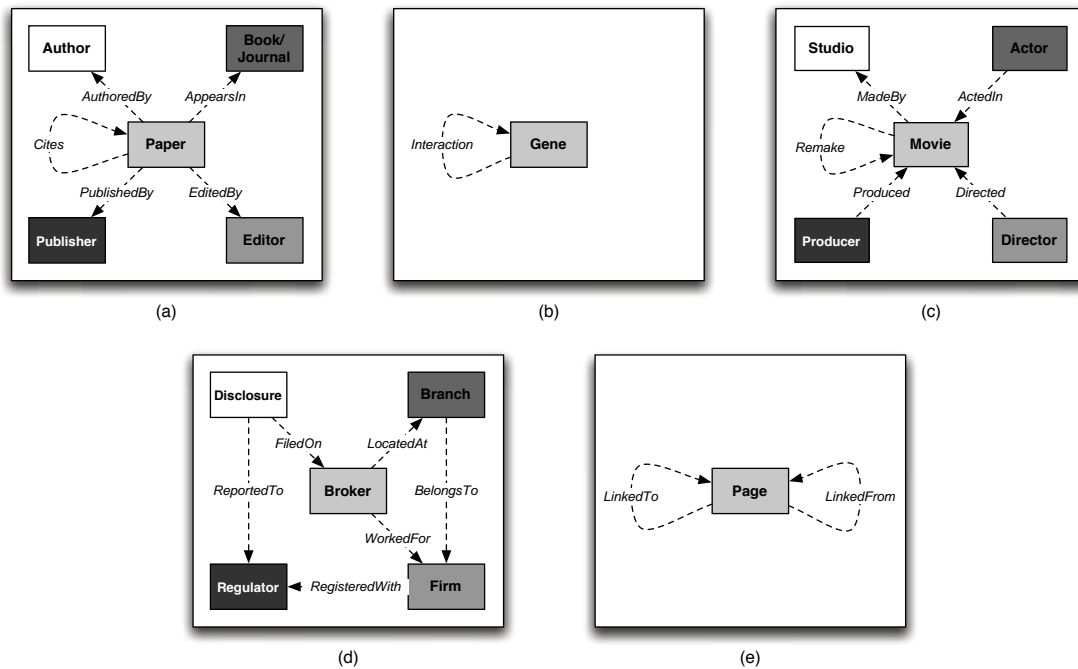 Author
Book/
Journal
AuthoredBy
AppearsIn
Cites
Paper
PublishedBy
EditedBy
Publisher
Editor
(a)
Interaction
Gene
(b)
Studio
Actor
MadeBy
ActedIn
Remake
Movie
Produced
Directed
Producer
Director
(c)
Disclosure
Branch
FiledOn
LocatedAt
ReportedTo
Broker
BelongsTo
WorkedFor
Regulator
RegisteredWith
Firm
(d)
LinkedTo
Page
LinkedFrom
(e)